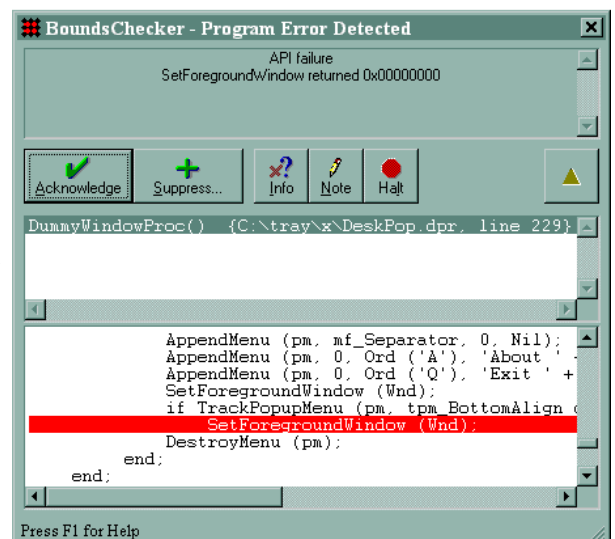 BoundsChecker - Program Error Detected
API failure
SetForegroundWindow returned 0x00000000
Acknowledge Suppress... Info Note Halt
DummyWindowProc() {C:\tray\x\DeskPop.dpr, line 229}
AppendMenu (pm, mf_Separator, 0, Nil);
AppendMenu (pm, 0, Ord ('A'), 'About ' +
AppendMenu (pm, 0, Ord ('Q'), 'Exit ' +
SetForegroundWindow (Wnd);
if TrackPopupMenu (pm, tpm_BottomAlign
SetForegroundWindow (Wnd);
DestroyMenu (pm);
end;
end;
Press F1 for Help